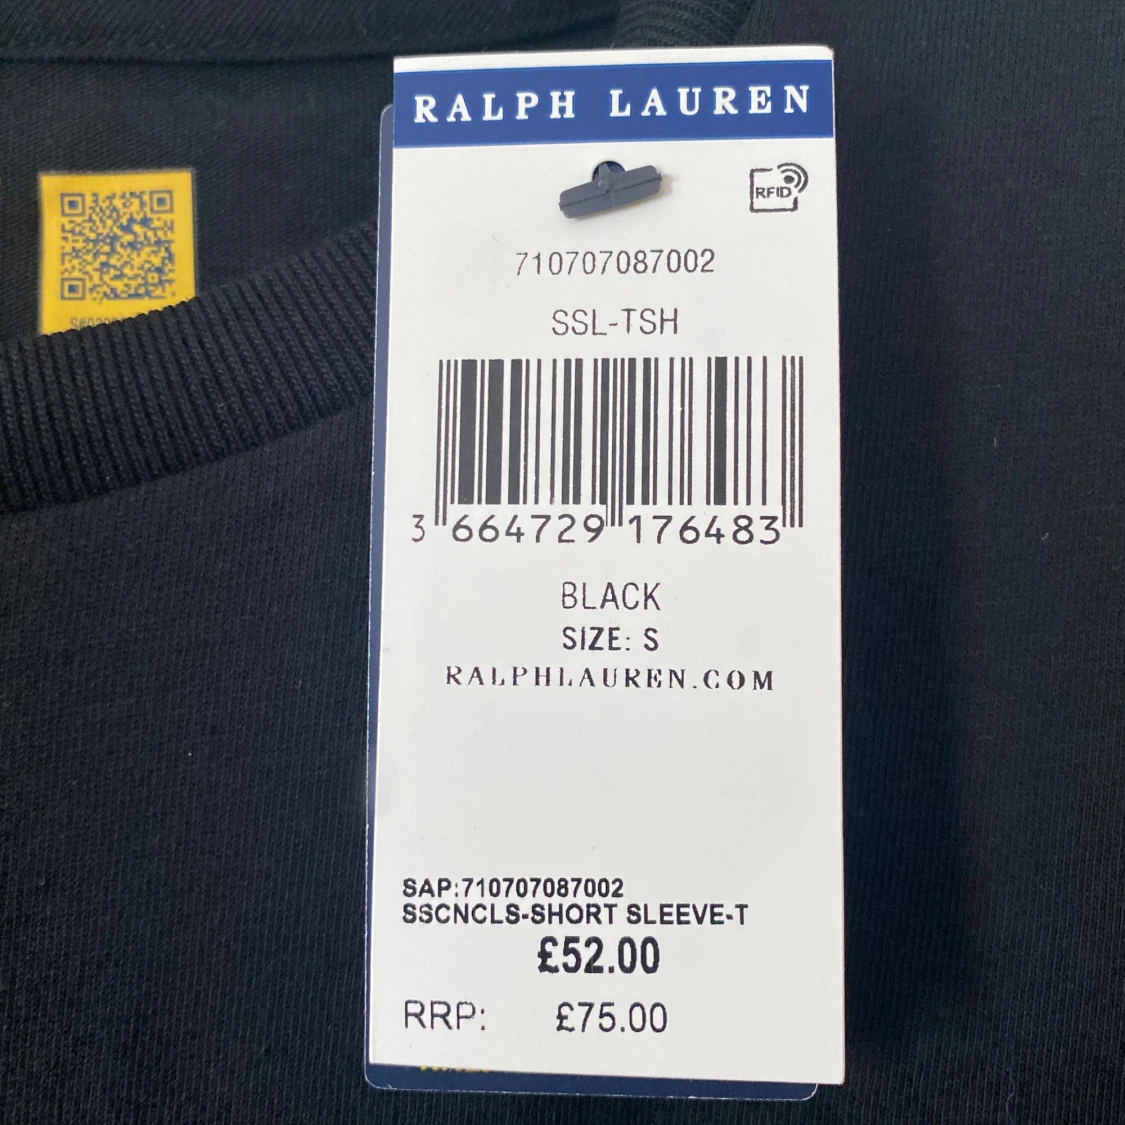 RALPH LAUREN
RFID
710707087002
SSL-TSH
3 664729 176483
BLACK
SIZE: S
RALPHLAUREN.COM
SAP:710707087002
SSCNCLS-SHORT SLEEVE-T
£52.00
RRP: £75.00